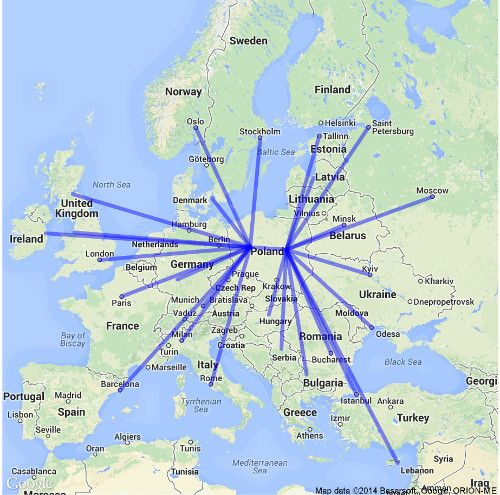 Sweden
Finland
Norway
Oslo
Helsinki
Saint
Petersburg
Stockholm
Tallinn
Estonia
Baltic Sea
Göteborg
Latvia
North Sea
Moscow
Denmark
Lithuania
United
Kingdom
Vilnius
Minsk
Hamburg
Belarus
Ireland
Netherlands
Berlin
London
Poland
Belgium
Germany
Kyiv
Prague
Krakow
Kharkiv
Czech Rep
Ukraine
Paris
Munich
Bratislava
Slovakia
Dnepropetrovsk
Vaduz
Austria
Moldova
France
Hungary
Zagreb
Odesa
Milan
Croatia
Turin
Serbia
Bucharest
Bay of
Biscay
Marseille
Italy
Black Sea
Rome
Bulgaria
Georgi
Barcelona
Portugal
Madrid
Istanbul
Ankara
Spain
Tyrrhenian
Sea
Greece
Lisbon
Izmir
Turkey
Seville
Athens
Algiers
Tunis
Oran
Syria
Mediterranean
Sea
Lebanon
Casablanca
Tunisia
Iraq
Google
Amman
Map data ©2014 Basarsoft, Google, ORION-ME